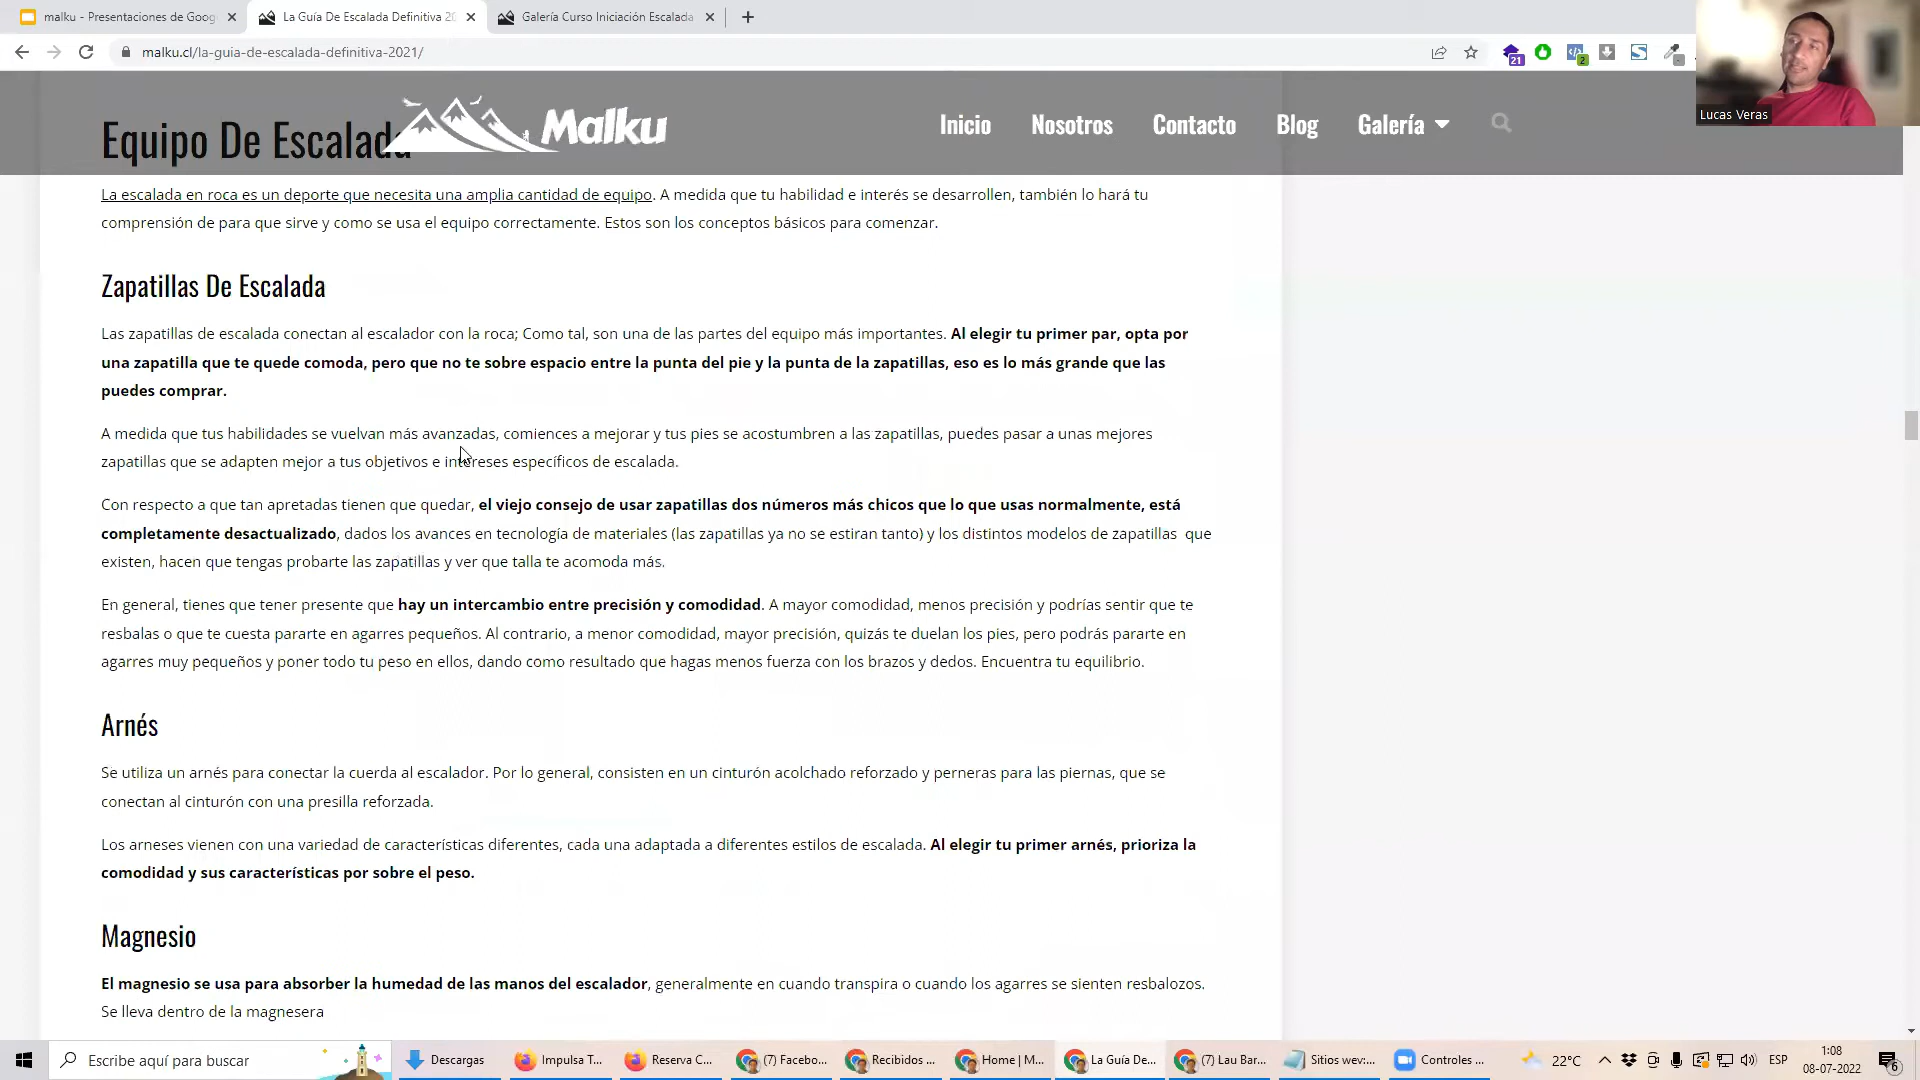 malku - Presentaciones de Goog
La Guía De Escalada Definitiva 20
Galería Curso Iniciación Escalada
malku.cl/la-guia-de-escalada-definitiva-2021/
21
2
Lucas Veras
Malku
Inicio
Nosotros
Contacto
Blog
Galería
Equipo De Escalada
La escalada en roca es un deporte que necesita una amplia cantidad de equipo. A medida que tu habilidad e interés se desarrollen, también lo hará tu
comprensión de para que sirve y como se usa el equipo correctamente. Estos son los conceptos básicos para comenzar.
Zapatillas De Escalada
Las zapatillas de escalada conectan al escalador con la roca; Como tal, son una de las partes del equipo más importantes. Al elegir tu primer par, opta por
una zapatilla que te quede comoda, pero que no te sobre espacio entre la punta del pie y la punta de la zapatillas, eso es lo más grande que las
puedes comprar.
A medida que tus habilidades se vuelvan más avanzadas, comiences a mejorar y tus pies se acostumbren a las zapatillas, puedes pasar a unas mejores
zapatillas que se adapten mejor a tus objetivos e intereses específicos de escalada.
Con respecto a que tan apretadas tienen que quedar, el viejo consejo de usar zapatillas dos números más chicos que lo que usas normalmente, está
completamente desactualizado, dados los avances en tecnología de materiales (las zapatillas ya no se estiran tanto) y los distintos modelos de zapatillas que
existen, hacen que tengas probarte las zapatillas y ver que talla te acomoda más.
En general, tienes que tener presente que hay un intercambio entre precisión y comodidad. A mayor comodidad, menos precisión y podrías sentir que te
resbalas o que te cuesta pararte en agarres pequeños. Al contrario, a menor comodidad, mayor precisión, quizás te duelan los pies, pero podrás pararte en
agarres muy pequeños y poner todo tu peso en ellos, dando como resultado que hagas menos fuerza con los brazos y dedos. Encuentra tu equilibrio.
Arnés
Se utiliza un arnés para conectar la cuerda al escalador. Por lo general, consisten en un cinturón acolchado reforzado y perneras para las piernas, que se
conectan al cinturón con una presilla reforzada.
Los arneses vienen con una variedad de características diferentes, cada una adaptada a diferentes estilos de escalada. Al elegir tu primer arnés, prioriza la
comodidad y sus características por sobre el peso.
Magnesio
El magnesio se usa para absorber la humedad de las manos del escalador, generalmente en cuando transpira o cuando los agarres se sienten resbalozos.
Se lleva dentro de la magnesera
Escribe aquí para buscar
Descargas
Impulsa T...
Reserva C...
(7) Facebo...
Recibidos ...
Home | M...
La Guía De...
(7) Lau Bar...
Sitios wev:...
Controles ...
22°C
ESP
1:08
08-07-2022
6